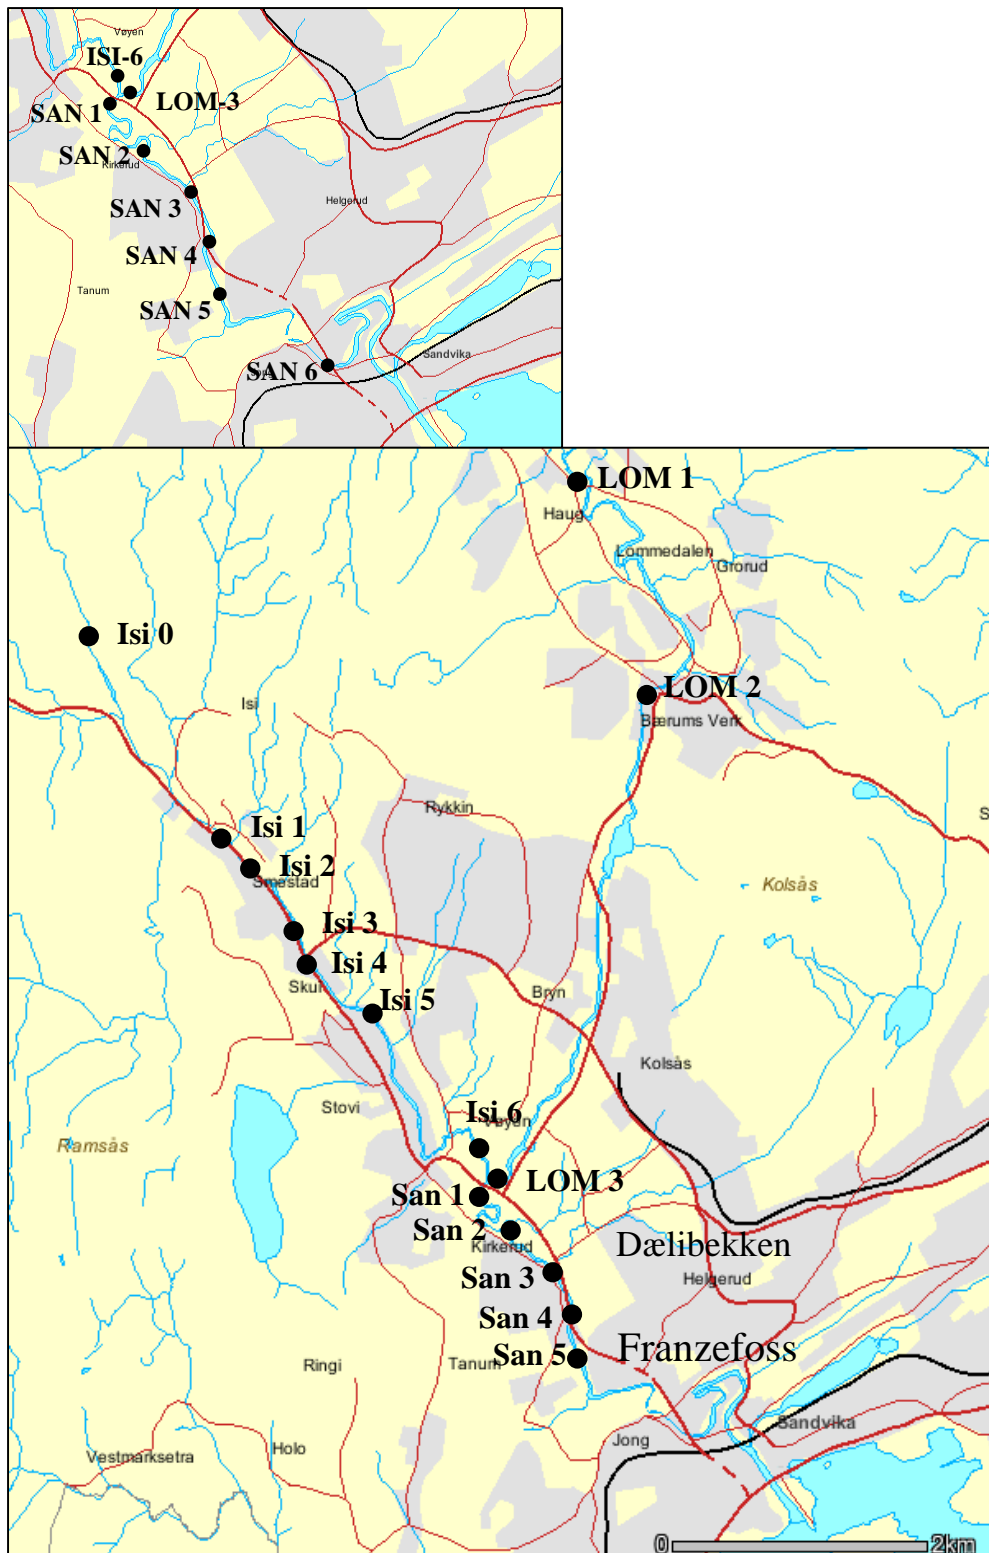 Vøyen
ISI-6
LOM-3
SAN 1
SAN 2
Kirkerud
SAN 3
Helgerud
SAN 4
Tanum
SAN 5
Sandvika
SAN 6
LOM 1
Haug
Lommedalen
Grorud
Isi 0
LOM 2
Isi
Bærums Verk
Rykkin
S
Isi 1
Isi 2
Smestad
Kolsås
Isi 3
Isi 4
Skui
Bryn
Isi 5
Kolsås
Stovi
Isi 6
Vøyen
Ramsås
LOM 3
San 1
San 2
Kirkerud
Dælibekken
San 3
Helgerud
San 4
Franzefoss
San 5
Ringi
Tanum
Sandvika
Jong
Holo
Vestmarksetra
0
2km